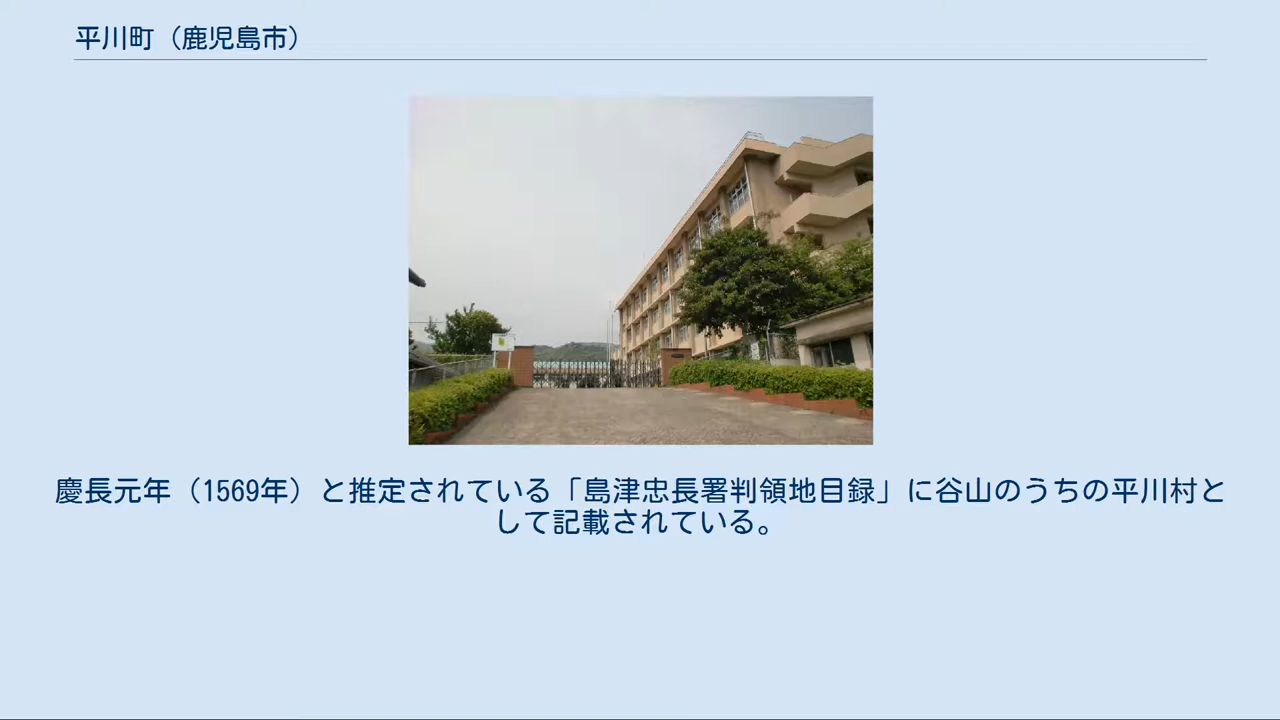 平川町（鹿児島市）
慶長元年（1569年）と推定されている「島津忠長署判領地目録」に谷山のうちの平川村と
して記載されている。